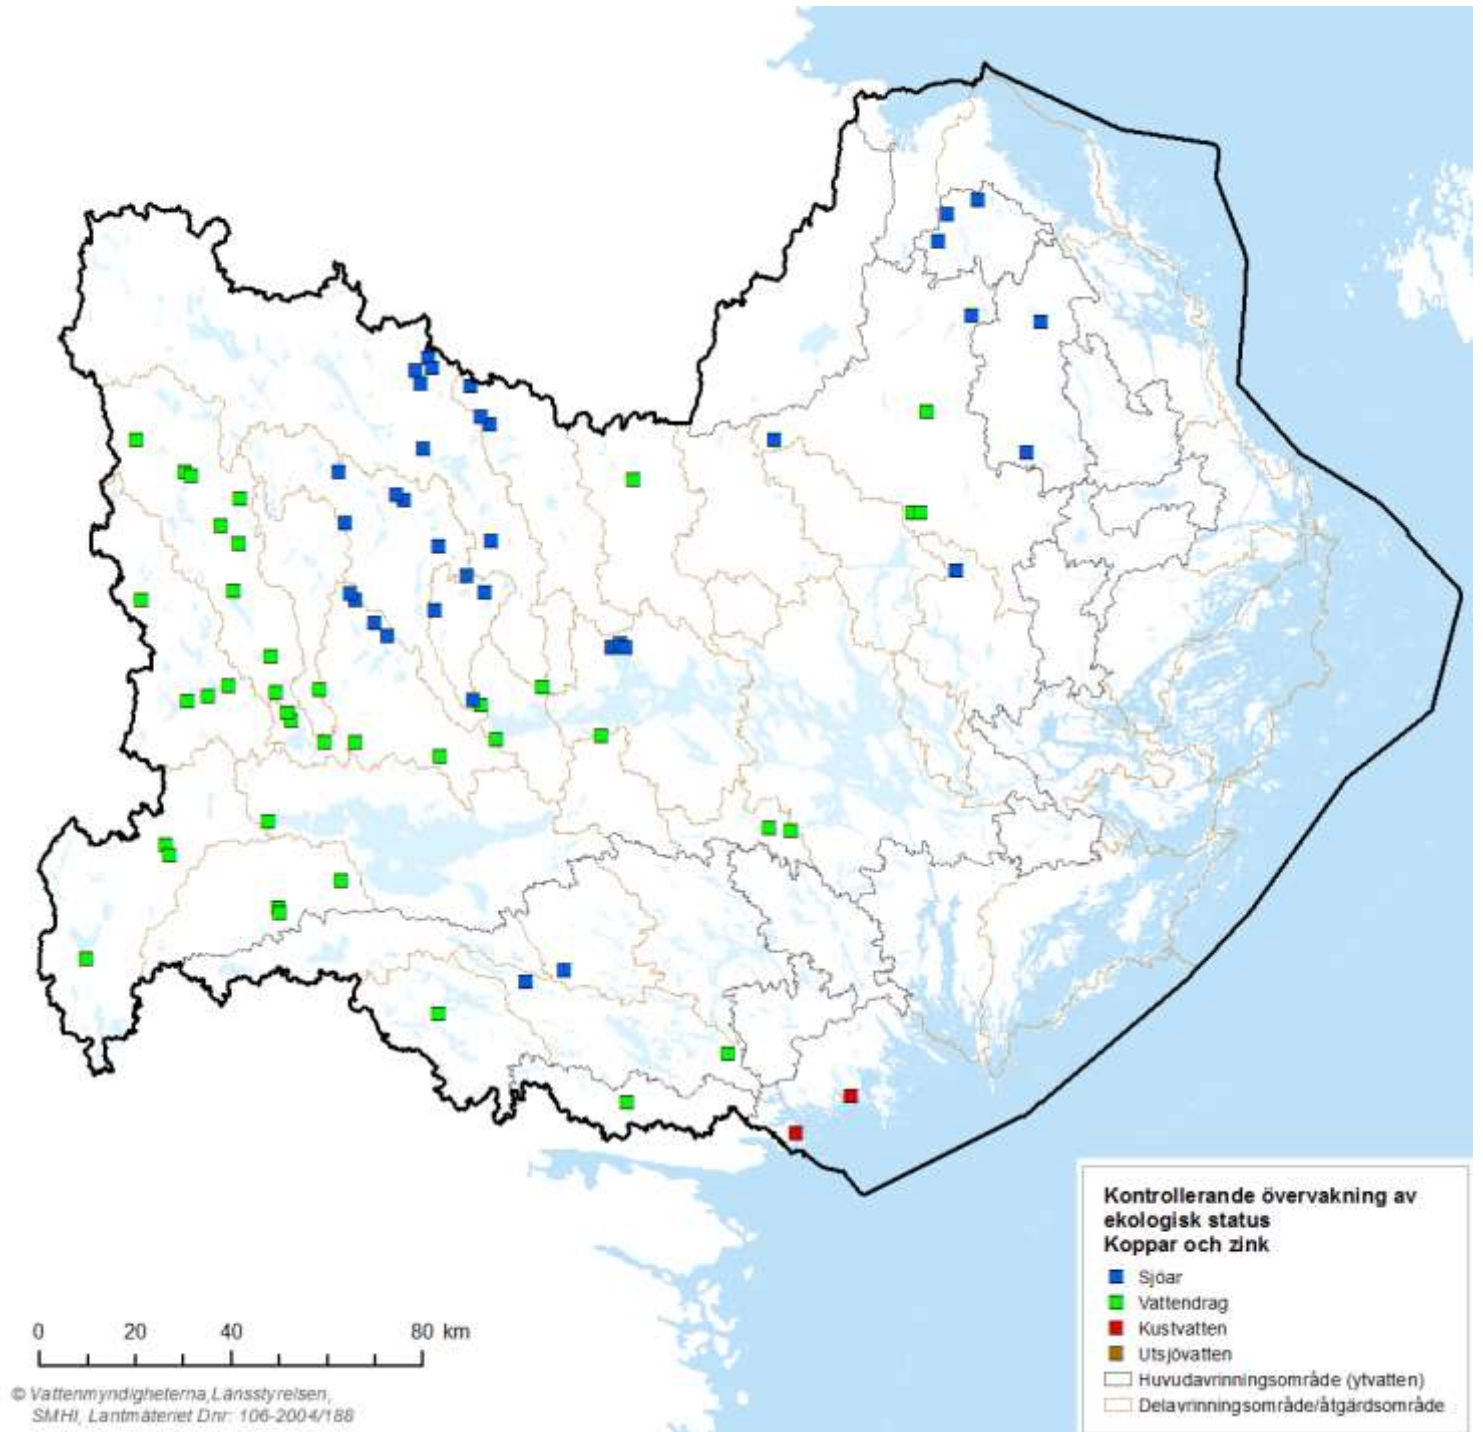 Kontrollerande övervakning av
ekologisk status
Koppar och zink
Sjöar
Vattendrag
Kustvatten
Utsjövatten
Huvudavrinningsområde (ytvatten)
Delavrinningsområde/åtgärdsområde
0 20 40 80 km
© Vattenmyndigheterna,Länsstyrelsen,
SMHI, Lantmäteriet Dnr: 106-2004/188